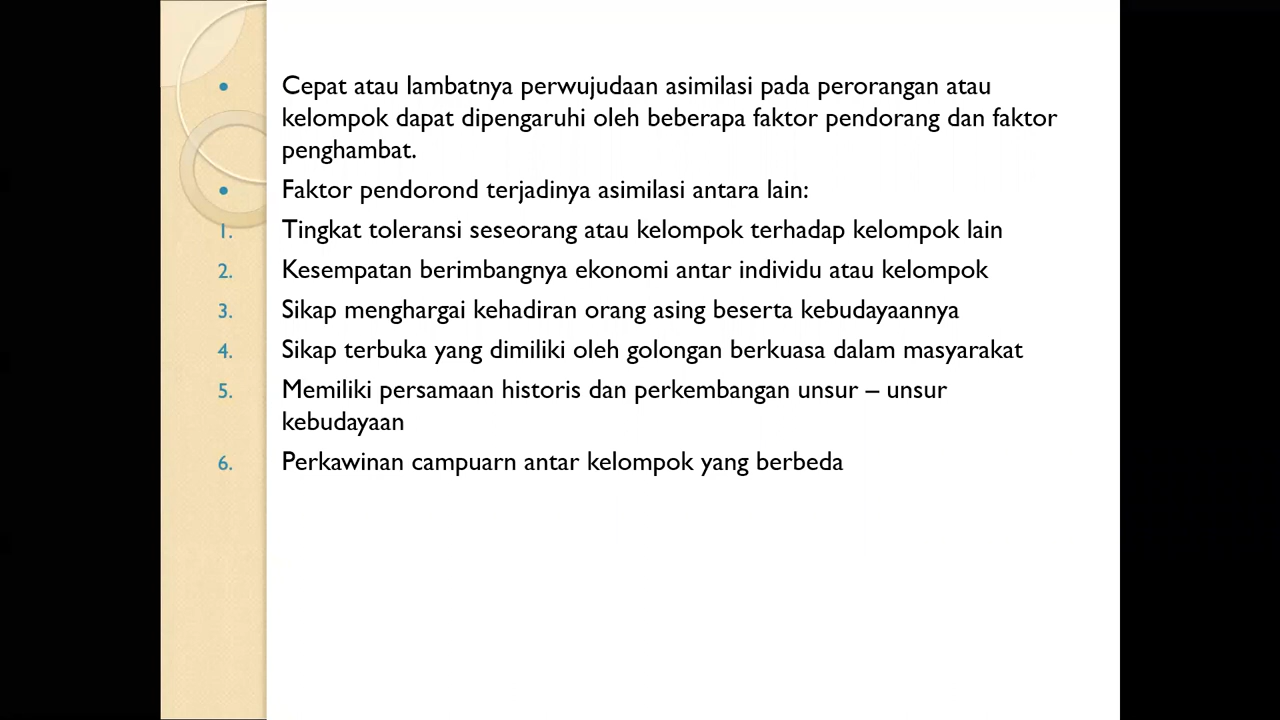 • Cepat atau lambatnya perwujudaan asimilasi pada perorangan atau
kelompok dapat dipengaruhi oleh beberapa faktor pendorang dan faktor
penghambat.
• Faktor pendorond terjadinya asimilasi antara lain:
1. Tingkat toleransi seseorang atau kelompok terhadap kelompok lain
2. Kesempatan berimbangnya ekonomi antar individu atau kelompok
3. Sikap menghargai kehadiran orang asing beserta kebudayaannya
4. Sikap terbuka yang dimiliki oleh golongan berkuasa dalam masyarakat
5. Memiliki persamaan historis dan perkembangan unsur – unsur
kebudayaan
6. Perkawinan campuarn antar kelompok yang berbeda